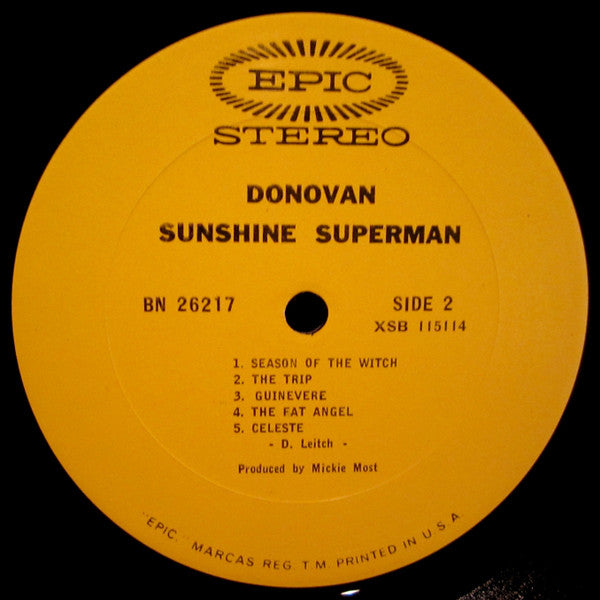 EPIC
STEREO
DONOVAN
SUNSHINE SUPERMAN
BN 26217
SIDE 2
XSB 115114
1. SEASON OF THE WITCH
2. THE TRIP
3. GUINEVERE
4. THE FAT ANGEL
5. CELESTE
- D. Leitch -
Produced by Mickie Most
"EPIC," MARCAS REG. T.M. PRINTED IN U S A